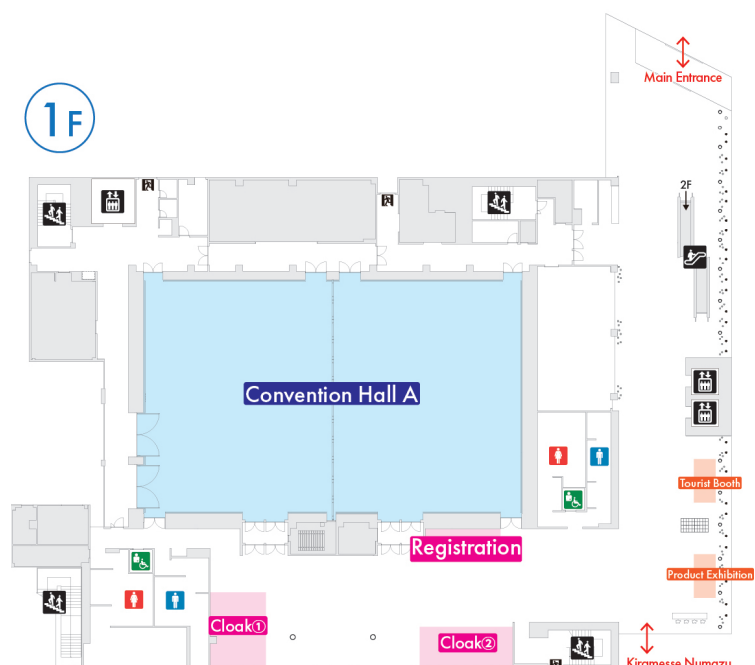 Main Entrance
1F
2F
Convention Hall A
Tourist Booth
Registration
Product Exhibition
Cloak①
Cloak②
Kiramesse Numazu